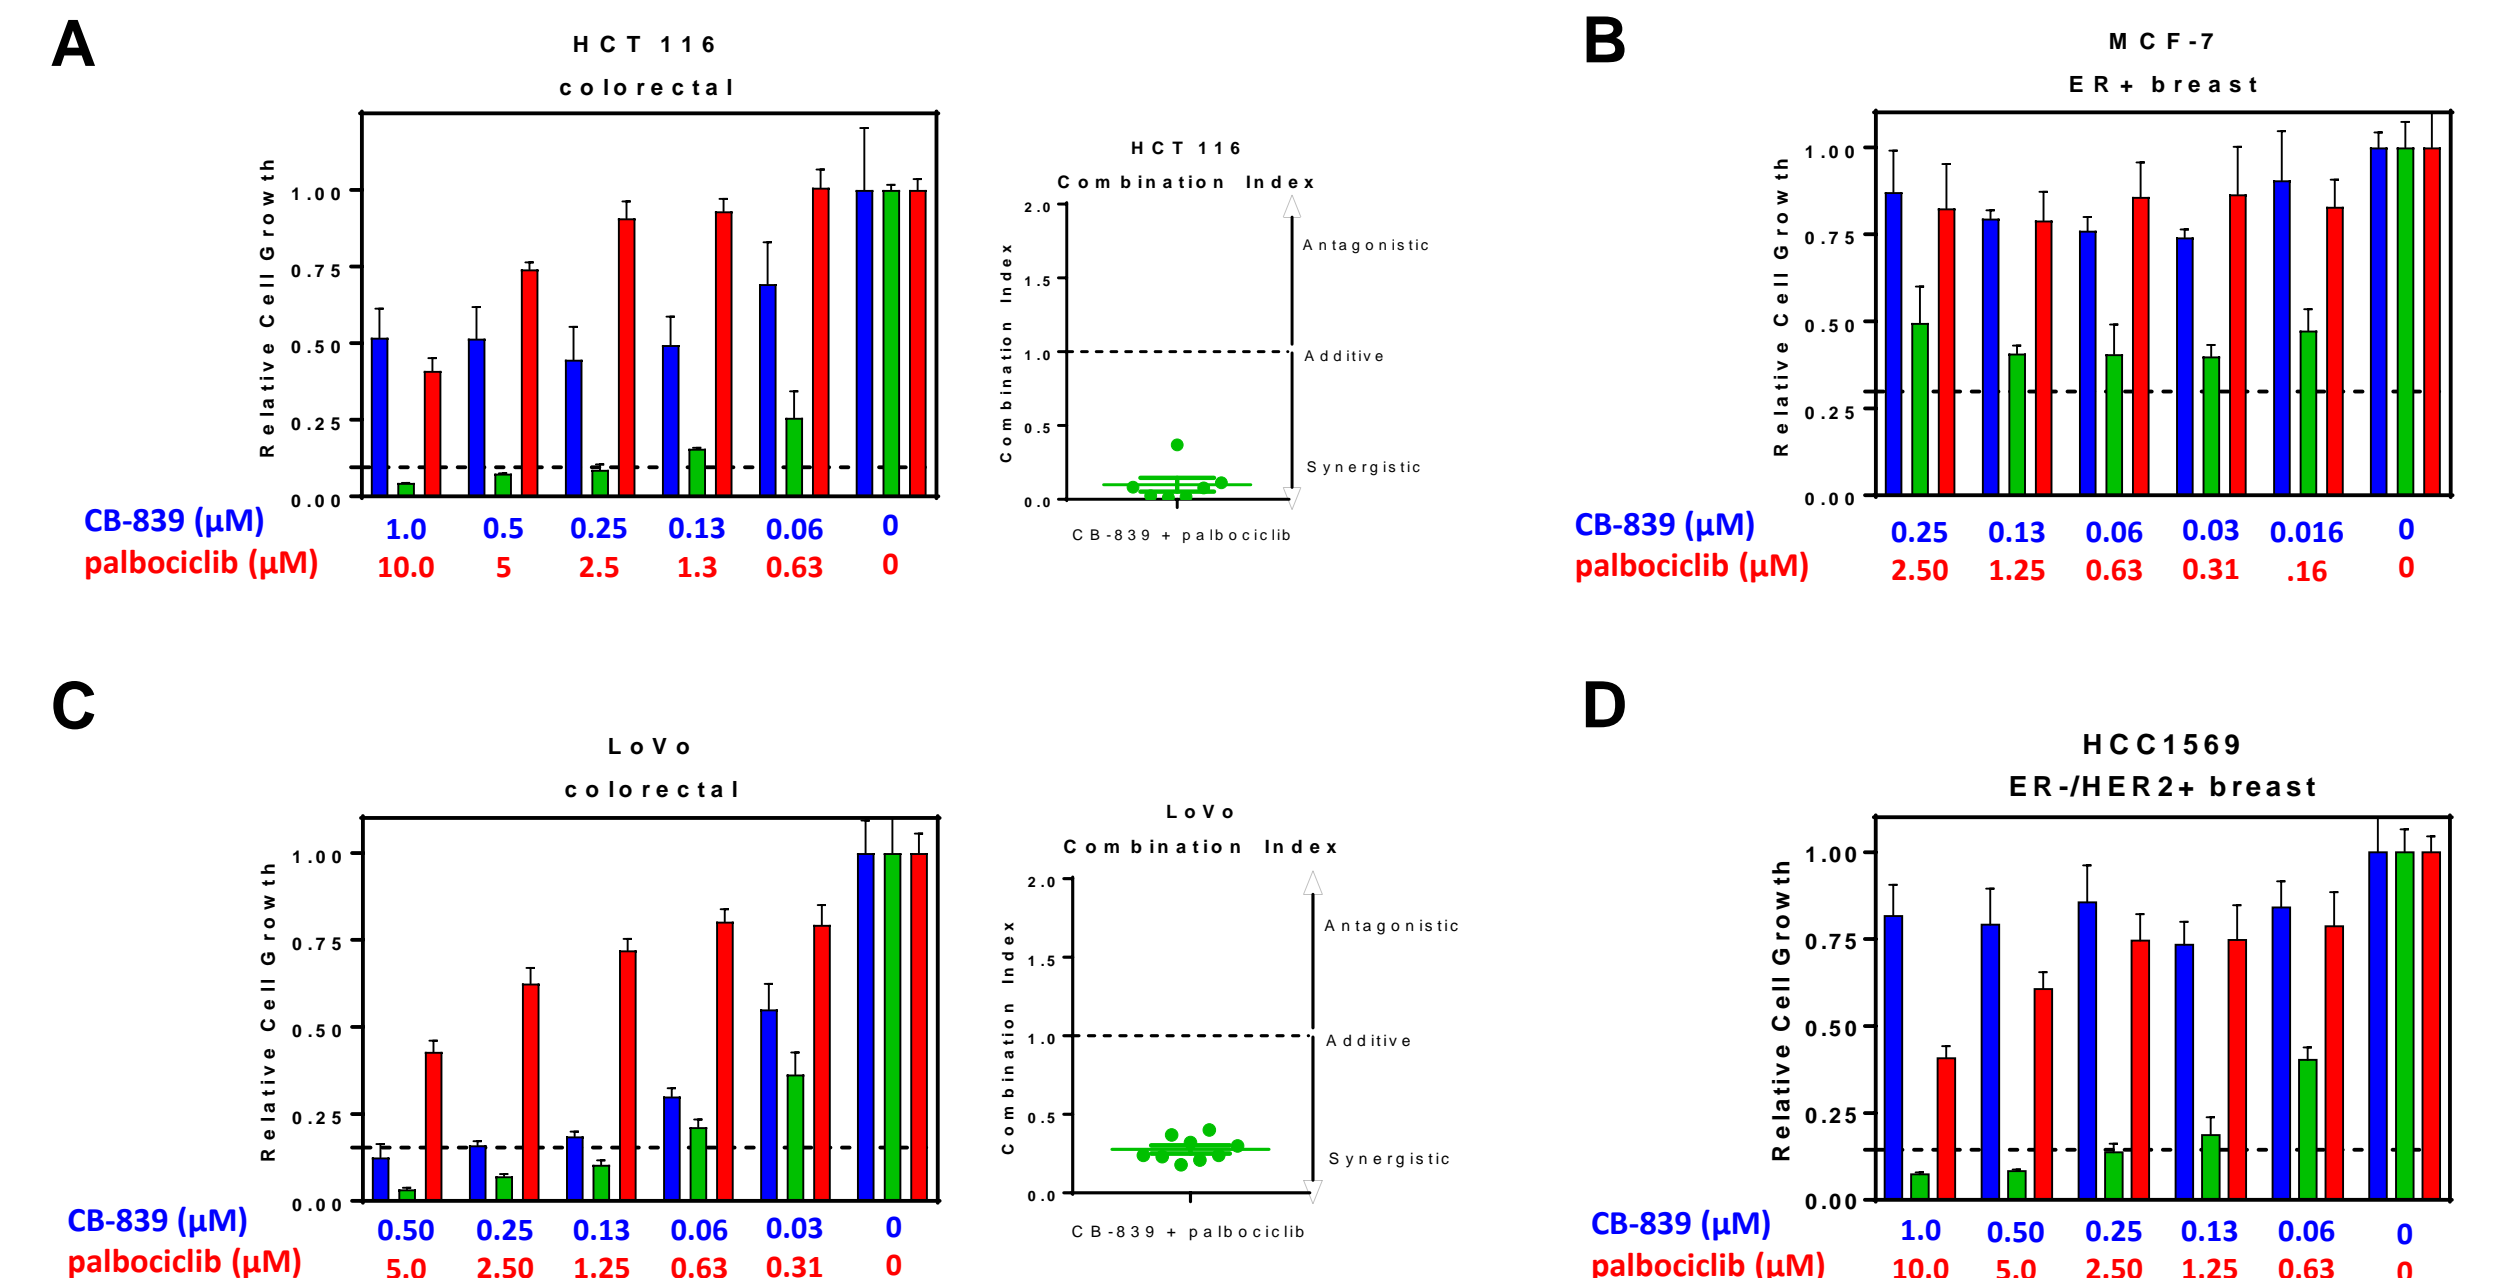 A
HCT 116
colorectal
Relative Cell Growth
1.00
0.75
0.50
0.25
0.00
CB-839 (µM)
1.0 0.5 0.25 0.13 0.06 0
palbociclib (µM)
10.0 5 2.5 1.3 0.63 0
HCT 116
Combination Index
Combination Index
2.0
1.5
1.0
0.5
0.0
Antagonistic
Additive
Synergistic
CB-839 + palbociclib
B
MCF-7
ER+ breast
Relative Cell Growth
1.00
0.75
0.50
0.25
0.00
CB-839 (µM)
0.25 0.13 0.06 0.03 0.016 0
palbociclib (µM)
2.50 1.25 0.63 0.31 .16 0
C
LoVo
colorectal
Relative Cell Growth
1.00
0.75
0.50
0.25
0.00
CB-839 (µM)
0.50 0.25 0.13 0.06 0.03 0
palbociclib (µM)
5.0 2.50 1.25 0.63 0.31 0
LoVo
Combination Index
Combination Index
2.0
1.5
1.0
0.5
0.0
Antagonistic
Additive
Synergistic
CB-839 + palbociclib
D
HCC1569
ER-/HER2+ breast
Relative Cell Growth
1.00
0.75
0.50
0.25
0.00
CB-839 (µM)
1.0 0.50 0.25 0.13 0.06 0
palbociclib (µM)
10.0 5.0 2.50 1.25 0.63 0